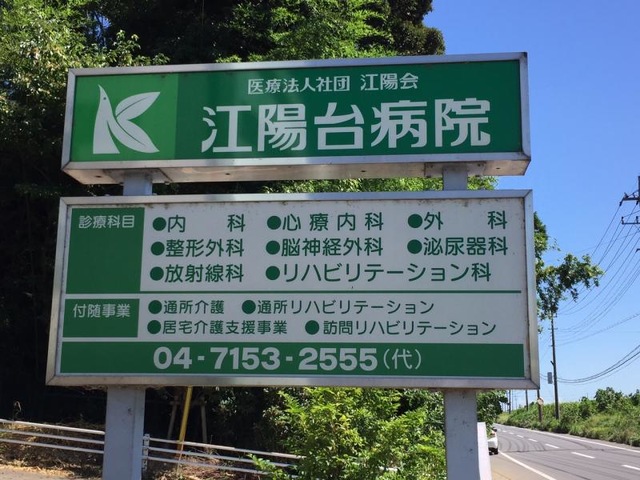 医療法人社団 江陽会
江陽台病院
診療科目
●内 科 ●心療内科 ●外 科
●整形外科 ●脳神経外科 ●泌尿器科
●放射線科 ●リハビリテーション科
付随事業
●通所介護 ●通所リハビリテーション
●居宅介護支援事業 ●訪問リハビリテーション
04-7153-2555(代)